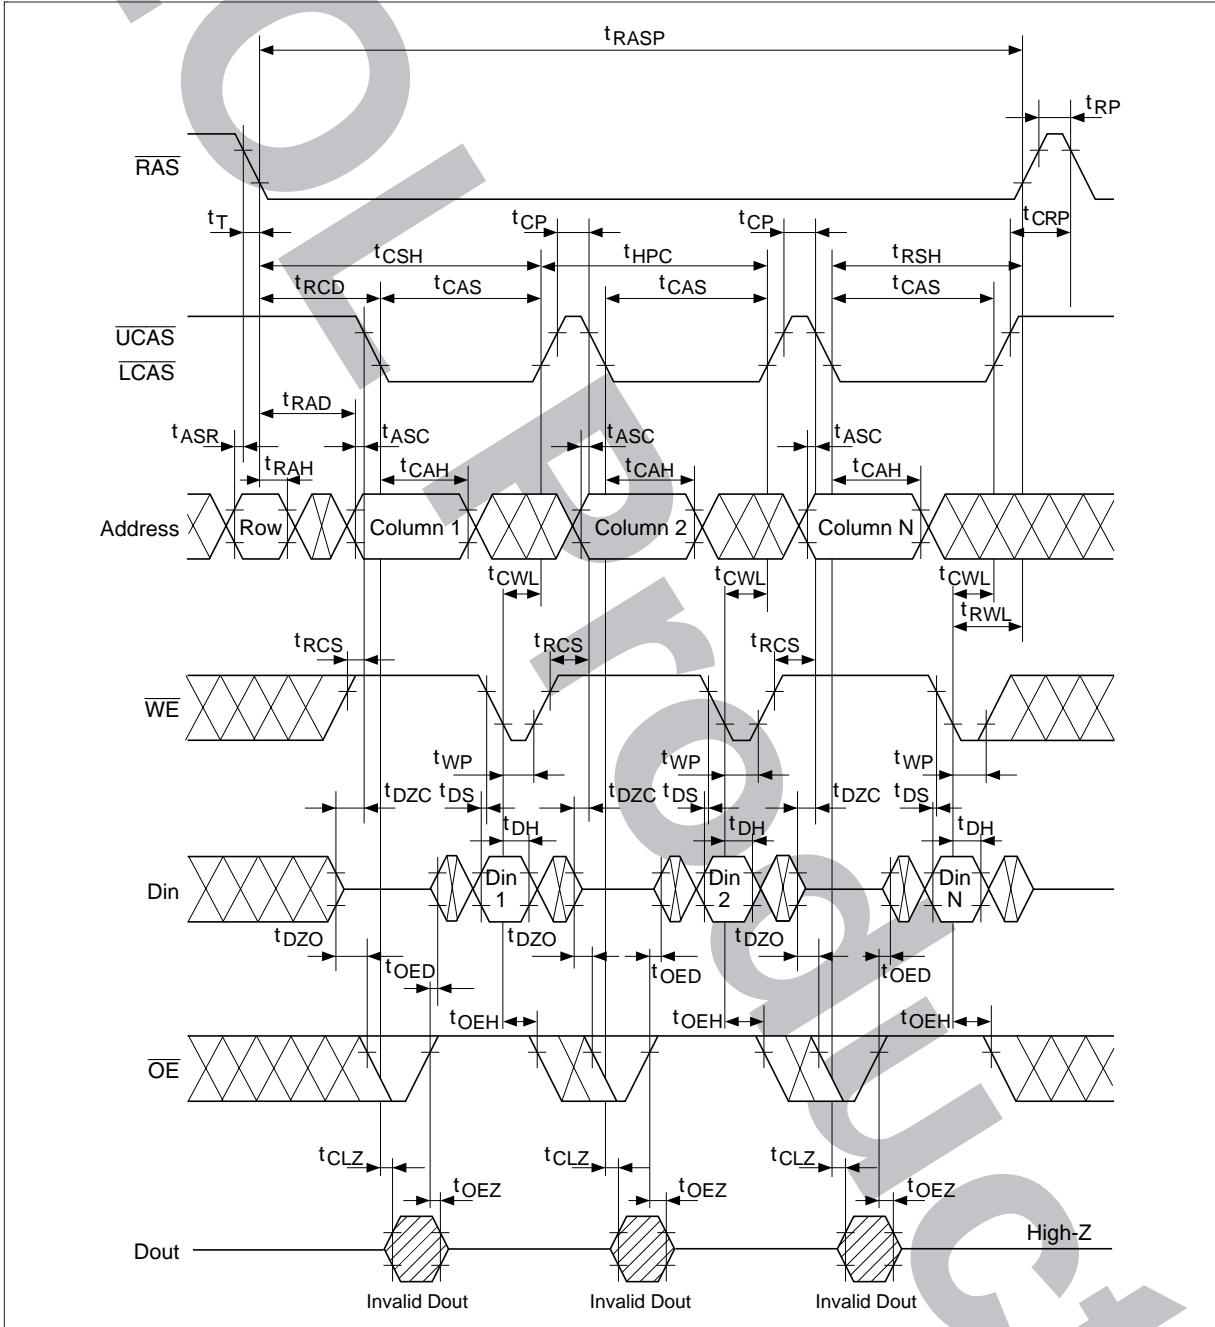 tRASP
tRP
RAS
tT
tCP
tCP
tCRP
tCSH
tHPC
tRSH
tRCD
tCAS
tCAS
tCAS
UCAS
LCAS
tRAD
tASR
tASC
tASC
tASC
tRAH
tCAH
tCAH
tCAH
Address
Row
Column 1
Column 2
Column N
tCWL
tCWL
tCWL
tRWL
tRCS
tRCS
tRCS
WE
tWP
tWP
tWP
tDZC
tDS
tDZC
tDS
tDZC
tDS
tDH
tDH
tDH
Din
Din 1
Din 2
Din N
tDZO
tDZO
tDZO
tOED
tOED
tOED
tOEH
tOEH
tOEH
OE
tCLZ
tCLZ
tCLZ
tOEZ
tOEZ
tOEZ
High-Z
Dout
Invalid Dout
Invalid Dout
Invalid Dout
OL Product